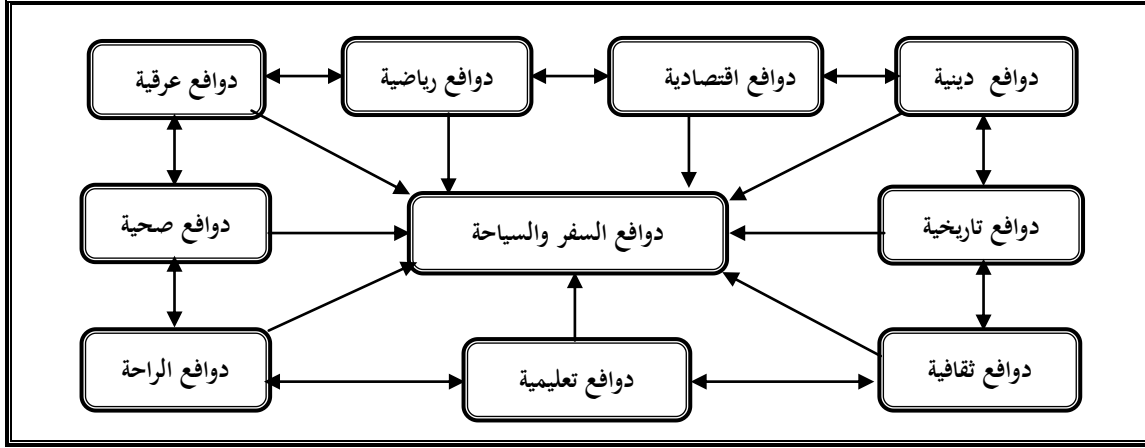 دوافع دينية
دوافع اقتصادية
دوافع رياضية
دوافع عرقية
دوافع تاريخية
دوافع السفر والسياحة
دوافع صحية
دوافع ثقافية
دوافع تعليمية
دوافع الراحة